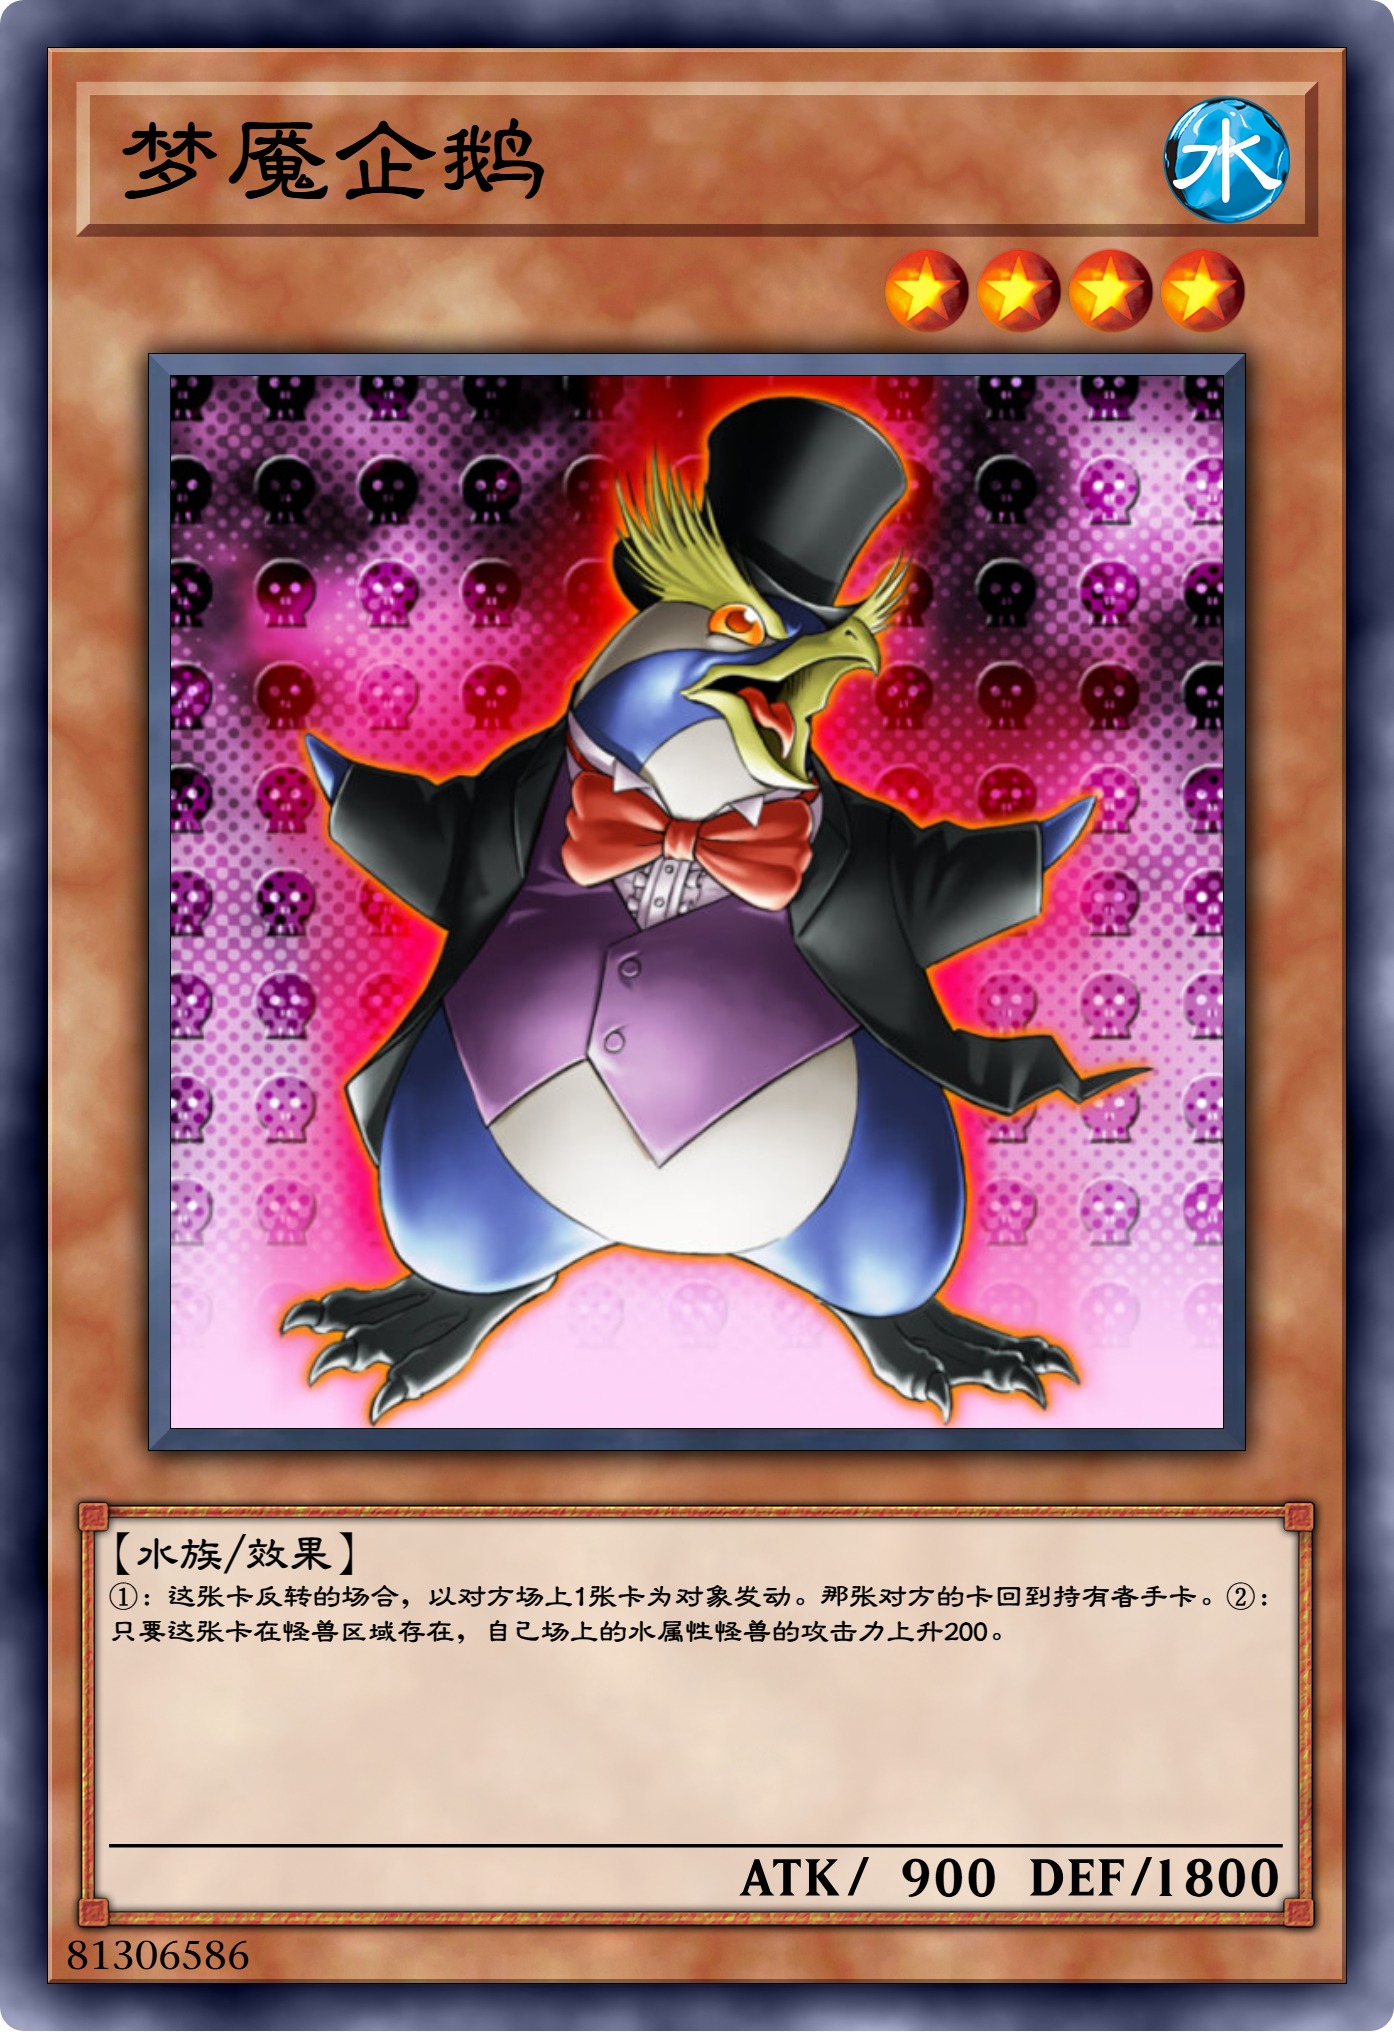 梦魇企鹅
水
【水族/效果】
①：这张卡反转的场合，以对方场上1张卡为对象发动。那张对方的卡回到持有者手卡。②：
只要这张卡在怪兽区域存在，自己场上的水属性怪兽的攻击力上升200。
ATK/ 900 DEF/1800
81306586